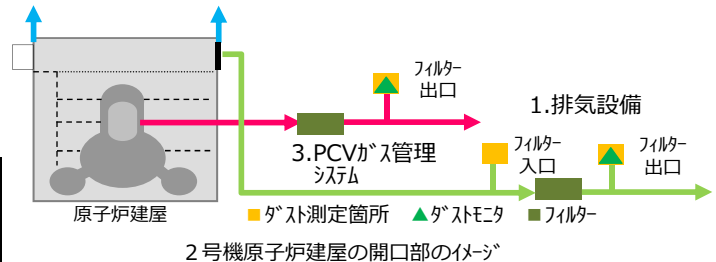 フィルター
出口
1.排気設備
3.PCVガス管理
システム
フィルター
入口
フィルター
出口
原子炉建屋
ダスト測定箇所
ダストモニタ
フィルター
２号機原子炉建屋の開口部のイメージ